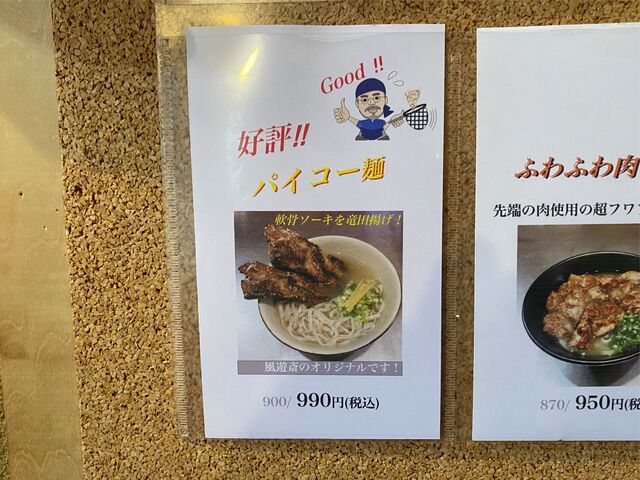 Good !!
好評!!
パイコー麺
軟骨ソーキを竜田揚げ！
風遊斎のオリジナルです！
900/ 990円(税込)
ふわふわ肉
先端の肉使用の超フワ
870/ 950円(税